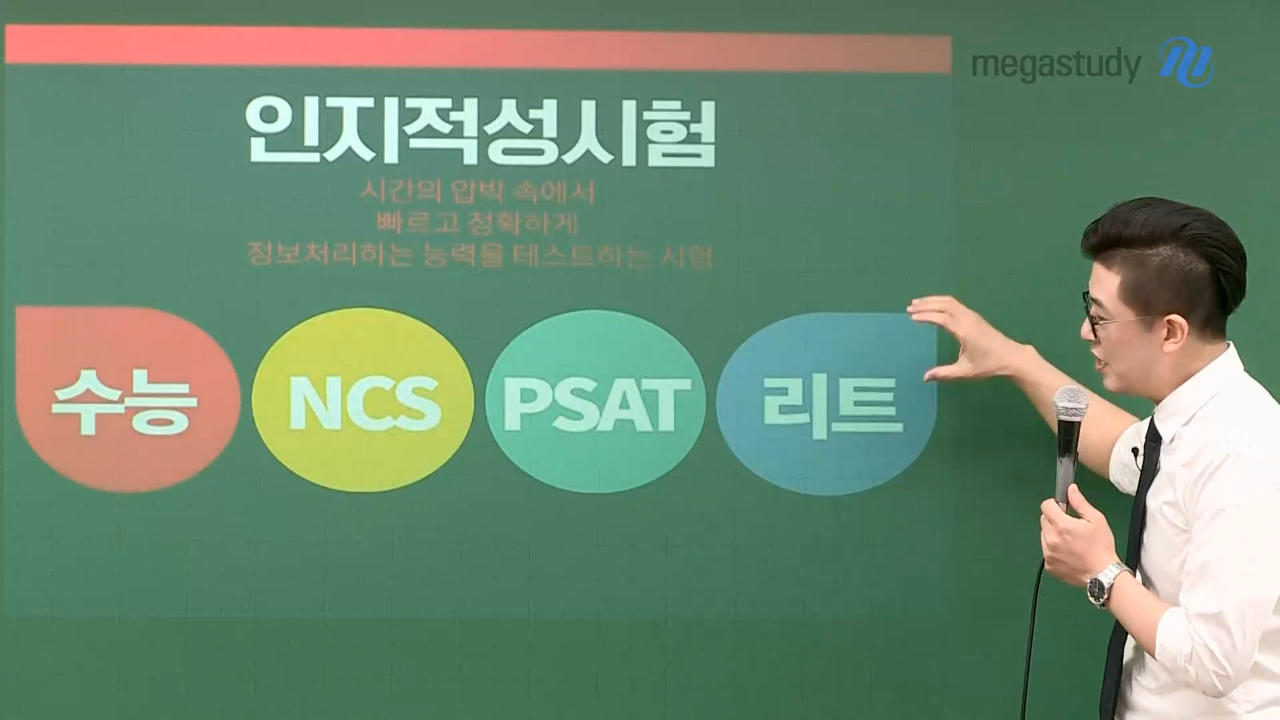 megastudy
인지적성시험
시간의 압박 속에서
빠르고 정확하게
정보처리하는 능력을 테스트하는 시험
수능
NCS
PSAT
리트